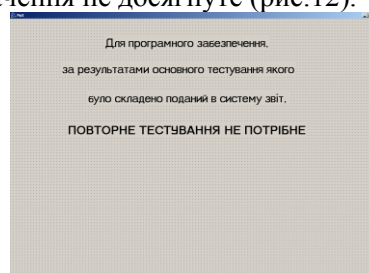 чення не досягнуте (рис.12).
Для програмного забезпечення,
за результатами основного тестування якого
було складено поданий в систему звіт,
ПОВТОРНЕ ТЕСТУВАННЯ НЕ ПОТРІБНЕ